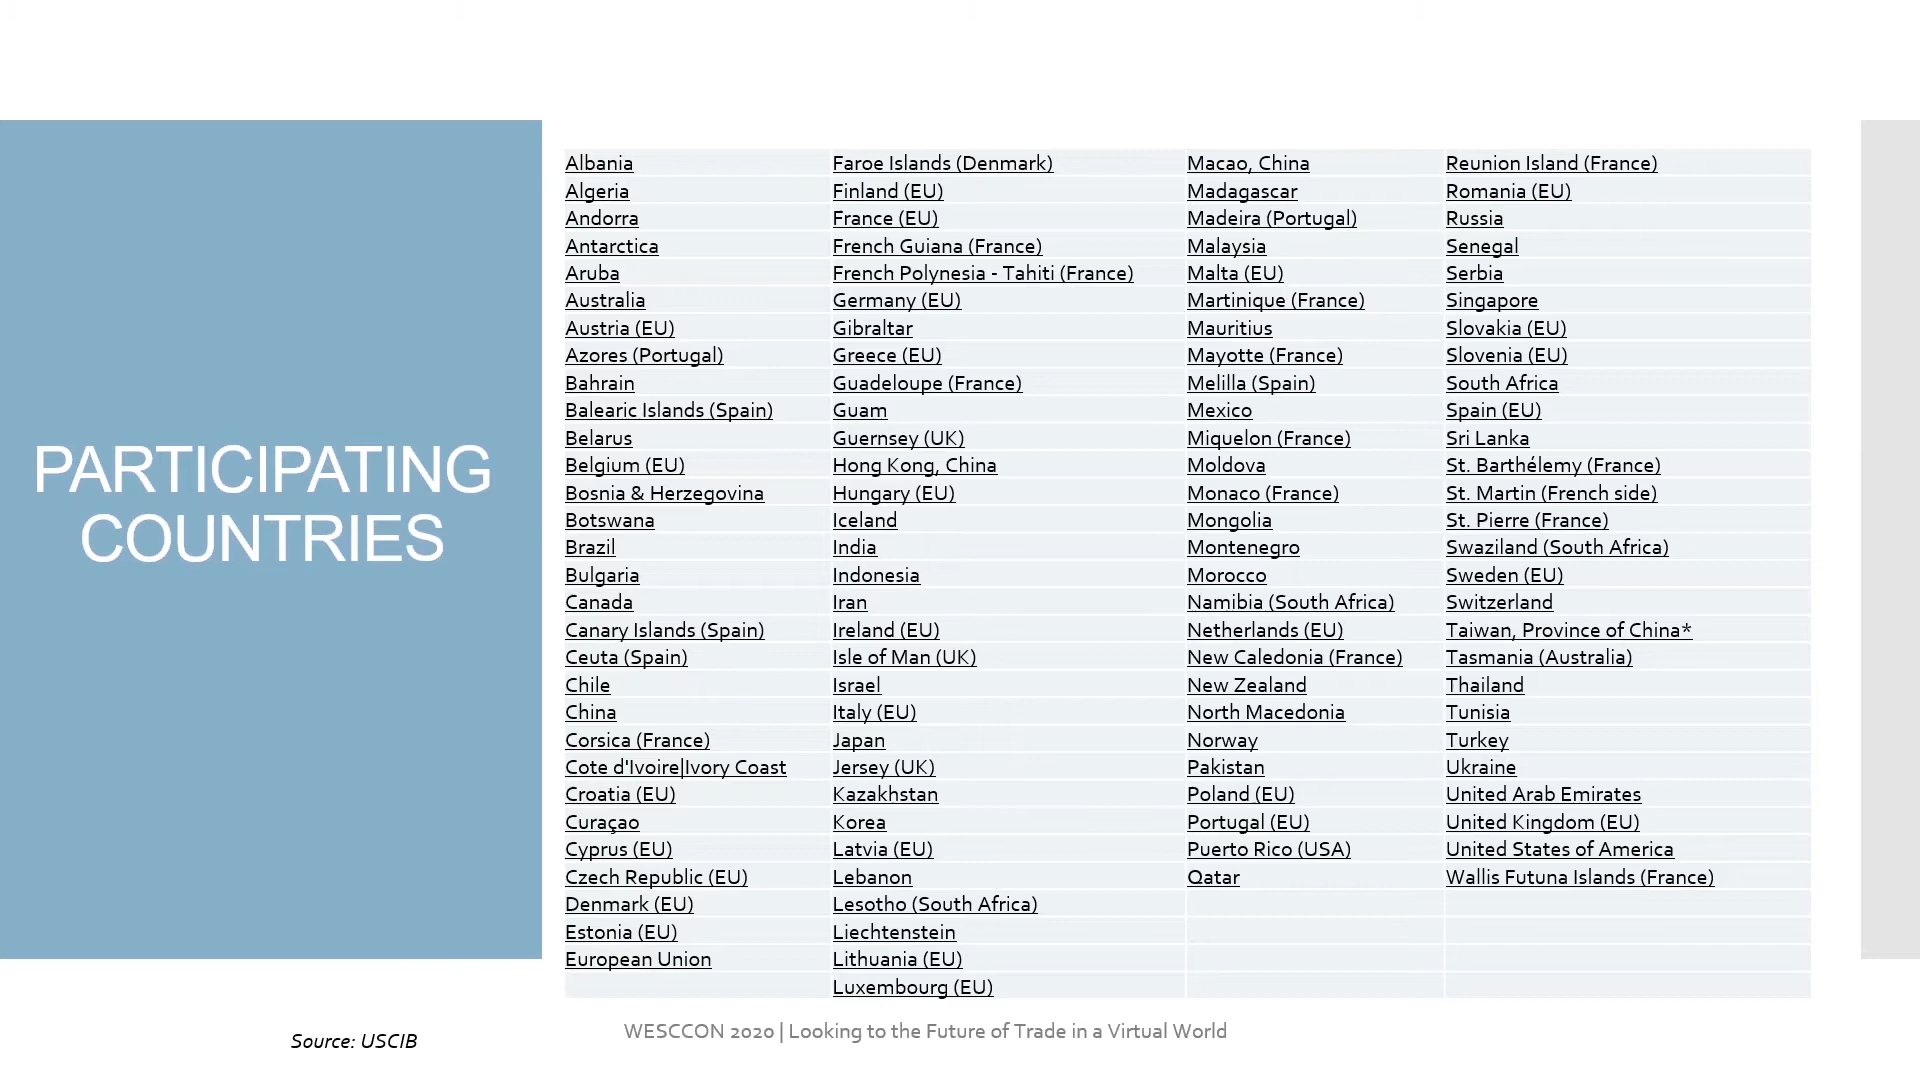 PARTICIPATING
COUNTRIES
Albania
Algeria
Andorra
Antarctica
Aruba
Australia
Austria (EU)
Azores (Portugal)
Bahrain
Balearic Islands (Spain)
Belarus
Belgium (EU)
Bosnia & Herzegovina
Botswana
Brazil
Bulgaria
Canada
Canary Islands (Spain)
Ceuta (Spain)
Chile
China
Corsica (France)
Cote d'Ivoire|Ivory Coast
Croatia (EU)
Curaçao
Cyprus (EU)
Czech Republic (EU)
Denmark (EU)
Estonia (EU)
European Union
Faroe Islands (Denmark)
Finland (EU)
France (EU)
French Guiana (France)
French Polynesia - Tahiti (France)
Germany (EU)
Gibraltar
Greece (EU)
Guadeloupe (France)
Guam
Guernsey (UK)
Hong Kong, China
Hungary (EU)
Iceland
India
Indonesia
Iran
Ireland (EU)
Isle of Man (UK)
Israel
Italy (EU)
Japan
Jersey (UK)
Kazakhstan
Korea
Latvia (EU)
Lebanon
Lesotho (South Africa)
Liechtenstein
Lithuania (EU)
Luxembourg (EU)
Macao, China
Madagascar
Madeira (Portugal)
Malaysia
Malta (EU)
Martinique (France)
Mauritius
Mayotte (France)
Melilla (Spain)
Mexico
Miquelon (France)
Moldova
Monaco (France)
Mongolia
Montenegro
Morocco
Namibia (South Africa)
Netherlands (EU)
New Caledonia (France)
New Zealand
North Macedonia
Norway
Pakistan
Poland (EU)
Portugal (EU)
Puerto Rico (USA)
Qatar
Reunion Island (France)
Romania (EU)
Russia
Senegal
Serbia
Singapore
Slovakia (EU)
Slovenia (EU)
South Africa
Spain (EU)
Sri Lanka
St. Barthélemy (France)
St. Martin (French side)
St. Pierre (France)
Swaziland (South Africa)
Sweden (EU)
Switzerland
Taiwan, Province of China*
Tasmania (Australia)
Thailand
Tunisia
Turkey
Ukraine
United Arab Emirates
United Kingdom (EU)
United States of America
Wallis Futuna Islands (France)
Source: USCIB
WESCCON 2020 | Looking to the Future of Trade in a Virtual World